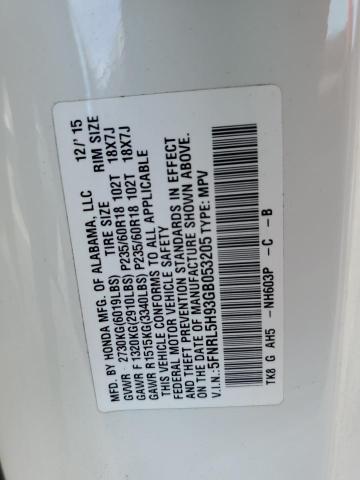 MFD. BY HONDA MFG. OF ALABAMA, LLC 12/ 15
TIRE SIZE RIM SIZE
GVWR - 2730KG(6019LBS)
GAWR F 1320KG(2910LBS) P235/60R18 102T 18X7J
GAWR R 1515KG(3340LBS) P235/60R18 102T 18X7J
THIS VEHICLE CONFORMS TO ALL APPLICABLE
FEDERAL MOTOR VEHICLE SAFETY STANDARDS IN EFFECT
AND THEFT PREVENTION STANDARDS IN EFFECT
ON THE DATE OF MANUFACTURE SHOWN ABOVE.
V.I.N.: 5FNRL5H93GB053205 TYPE: MPV
TK8 G AH5 - NH603P - C - B